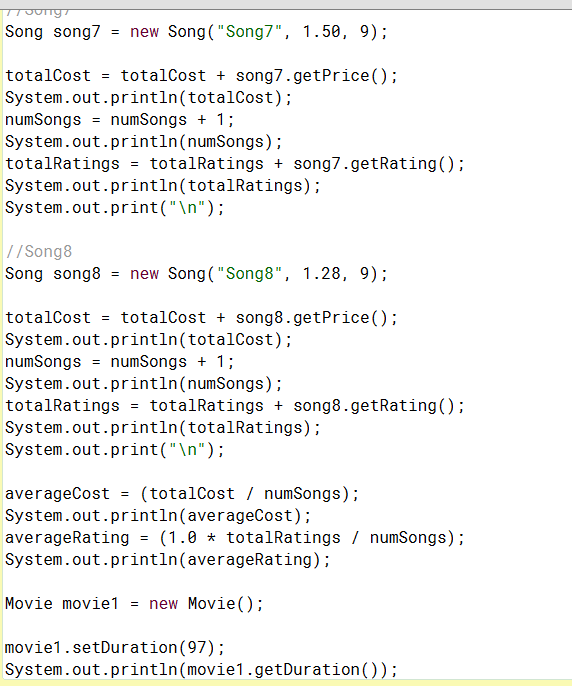 //Song7
Song song7 = new Song("Song7", 1.50, 9);
totalCost = totalCost + song7.getPrice();
System.out.println(totalCost);
numSongs = numSongs + 1;
System.out.println(numSongs);
totalRatings = totalRatings + song7.getRating();
System.out.println(totalRatings);
System.out.print("\n");
//Song8
Song song8 = new Song("Song8", 1.28, 9);
totalCost = totalCost + song8.getPrice();
System.out.println(totalCost);
numSongs = numSongs + 1;
System.out.println(numSongs);
totalRatings = totalRatings + song8.getRating();
System.out.println(totalRatings);
System.out.print("\n");
averageCost = (totalCost / numSongs);
System.out.println(averageCost);
averageRating = (1.0 * totalRatings / numSongs);
System.out.println(averageRating);
Movie movie1 = new Movie();
movie1.setDuration(97);
System.out.println(movie1.getDuration());